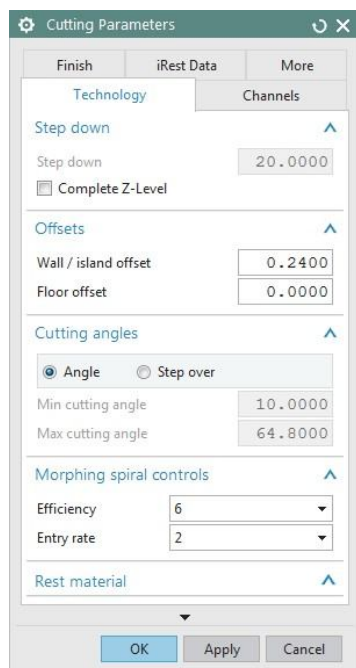 Cutting Parameters
Finish iRest Data More
Technology Channels
Step down
Step down 20.0000
Complete Z-Level
Offsets
Wall / island offset 0.2400
Floor offset 0.0000
Cutting angles
Angle Step over
Min cutting angle 10.0000
Max cutting angle 64.8000
Morphing spiral controls
Efficiency 6
Entry rate 2
Rest material
OK Apply Cancel